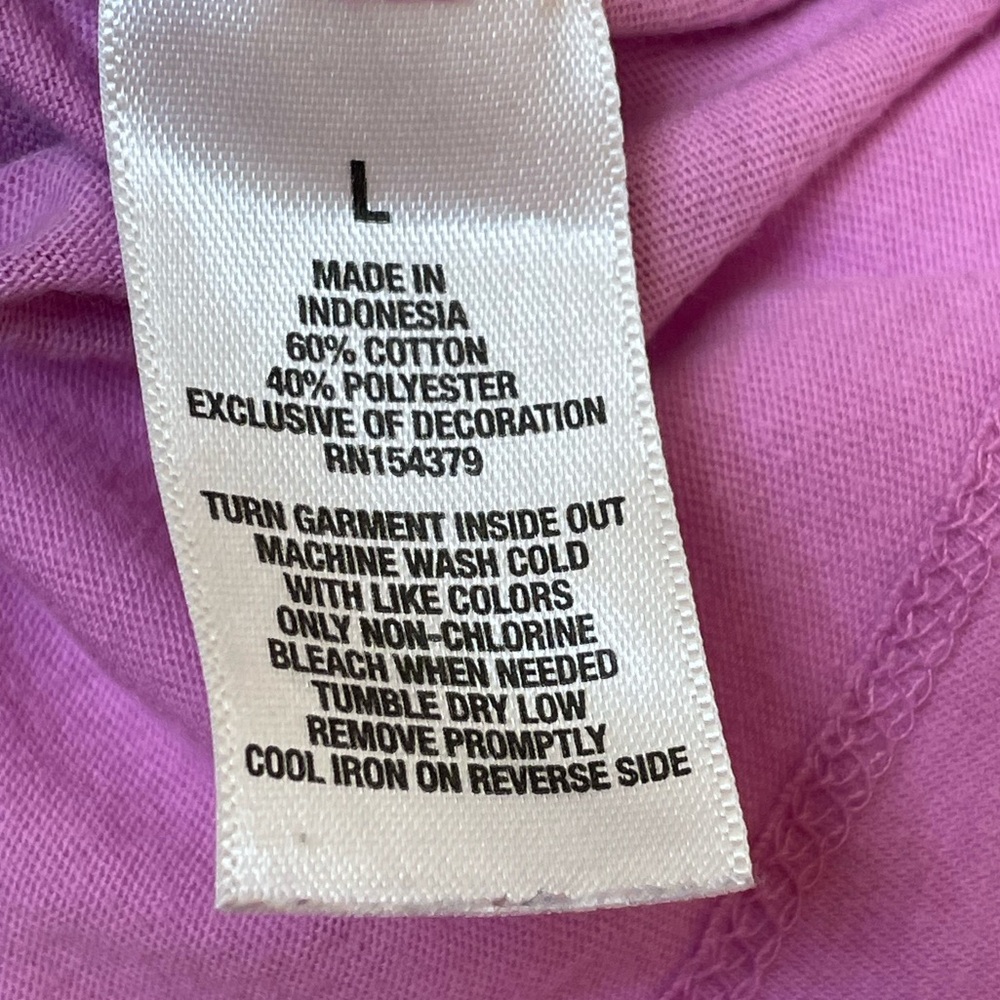 L
MADE IN
INDONESIA
60% COTTON
40% POLYESTER
EXCLUSIVE OF DECORATION
RN154379
TURN GARMENT INSIDE OUT
MACHINE WASH COLD
WITH LIKE COLORS
ONLY NON-CHLORINE
BLEACH WHEN NEEDED
TUMBLE DRY LOW
REMOVE PROMPTLY
COOL IRON ON REVERSE SIDE